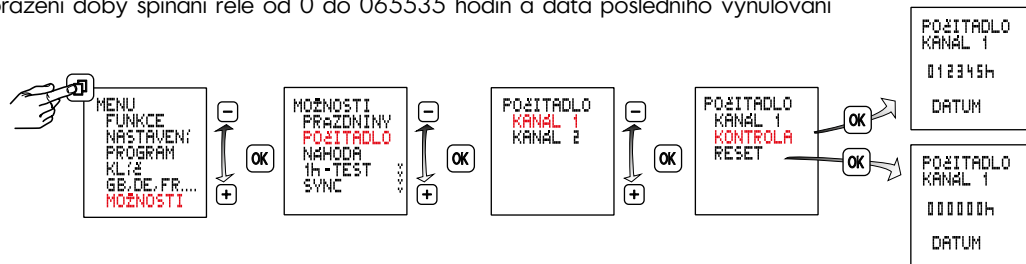 ražení doby spínání relé od 0 do 065535 hodin a data posledního vynulování
MENU
FUNKCE
NASTAVENÍ
PROGRAM
KLÍČ
GB,DE,FR....
MOŽNOSTI
−
OK
+
MOŽNOSTI
PRAZDNINY
POČITADLO
NÁHODA
1h-TEST
SYNC
−
OK
+
POČITADLO
KANÁL 1
KANÁL 2
−
OK
+
POČITADLO
KANÁL 1
KONTROLA
RESET
OK
OK
POČITADLO
KANÁL 1
012345h
DATUM
POČITADLO
KANÁL 1
000000h
DATUM